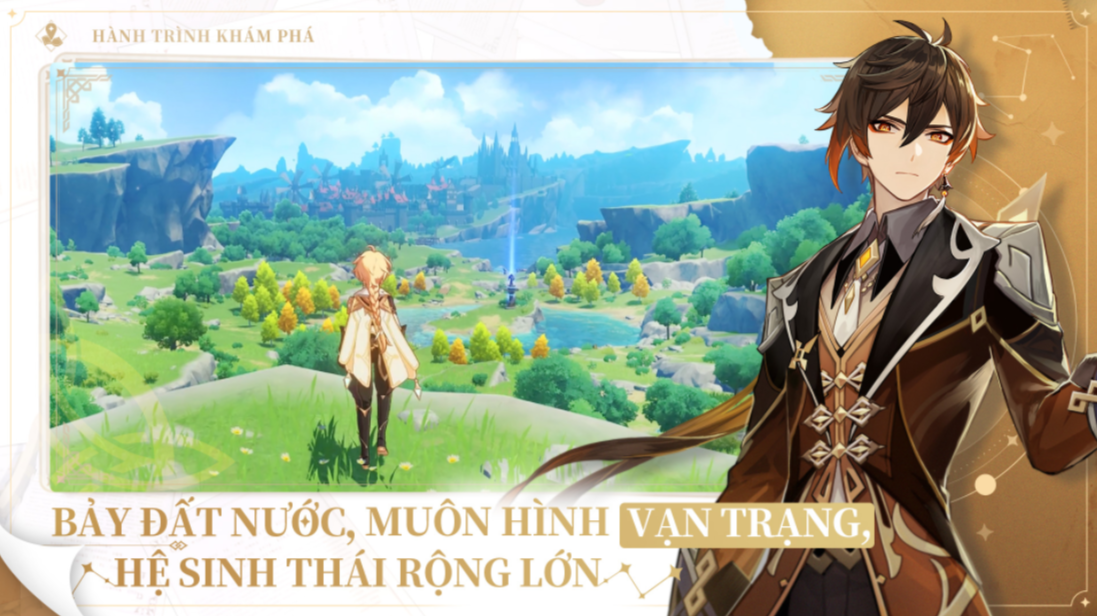 HÀNH TRÌNH KHÁM PHÁ
BẢY ĐẤT NƯỚC, MUÔN HÌNH VẠN TRẠNG,
HỆ SINH THÁI RỘNG LỚN